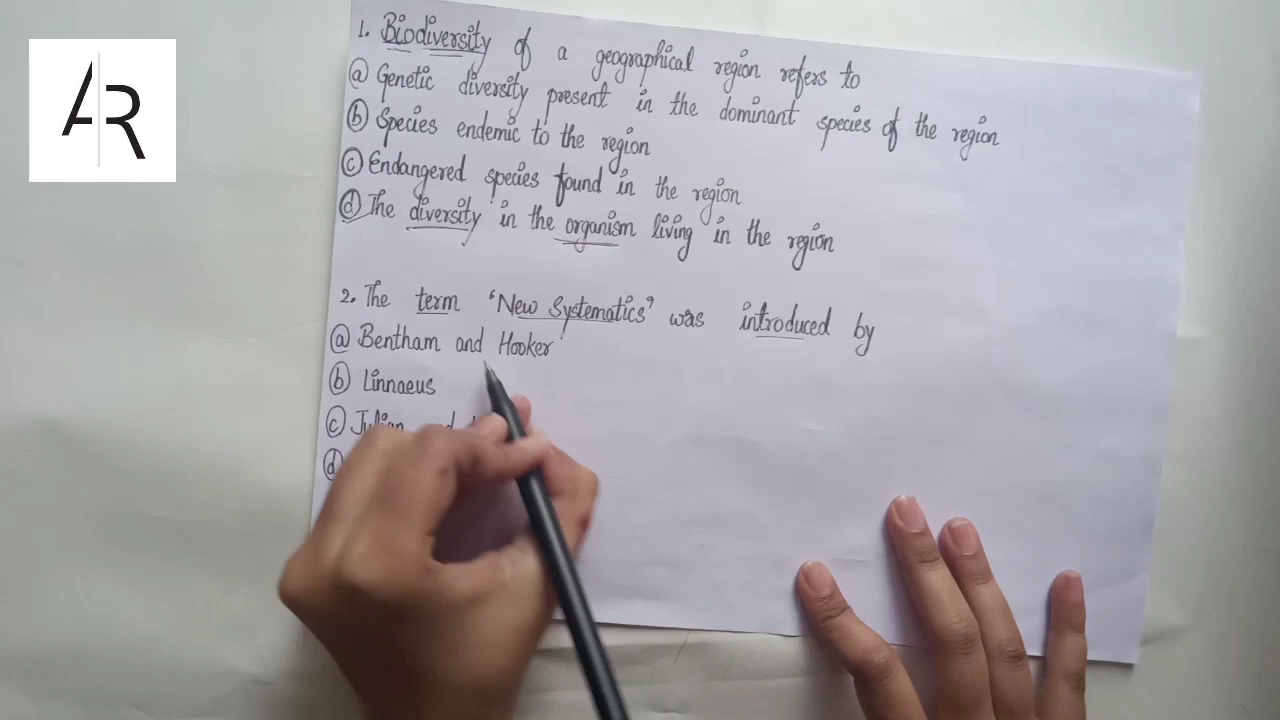 AR
1. Biodiversity of a geographical region refers to
(a) Genetic diversity present in the dominant species of the region
(b) Species endemic to the region
(c) Endangered species found in the region
(d) The diversity in the organism living in the region
2. The term ‘New Systematics’ was introduced by
(a) Bentham and Hooker
(b) Linnaeus
(c) Julian
(d)